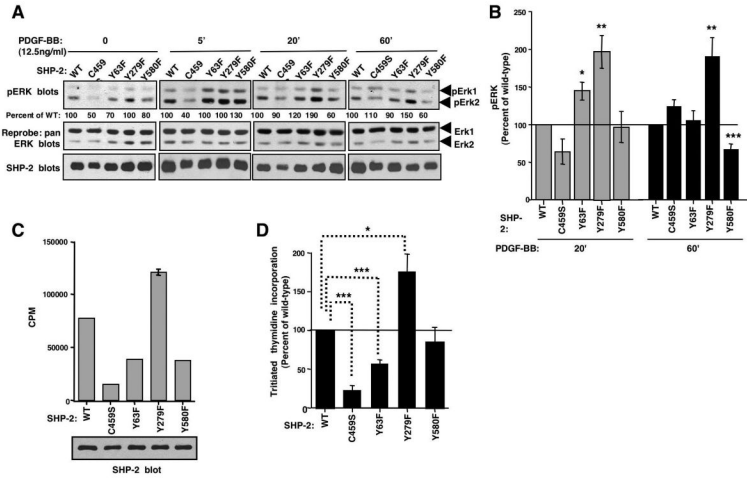 A
PDGF-BB: 0 5' 20' 60'
(12.5ng/ml)
SHP-2: WT C459 Y63F Y279F Y580F WT C459 Y63F Y279F Y580F WT C459 Y63F Y279F Y580F WT C459S Y63F Y279F Y580F
pERK blots pErk1
pErk2
Percent of WT: 100 50 70 100 80 100 40 100 100 130 100 90 120 190 60 100 110 90 150 60
Reprobe: pan Erk1
ERK blots Erk2
SHP-2 blots
B
pERK
(Percent of wild-type)
200
150
100
50
0
* ** ** ***
SHP-2: WT C459S Y63F Y279F Y580F WT C459S Y63F Y279F Y580F
PDGF-BB: 20' 60'
C
CPM
150000
100000
50000
0
SHP-2: WT C459S Y63F Y279F Y580F
SHP-2 blot
D
Tritiated thymidine incorporation
(Percent of wild-type)
200
150
100
50
0
*
***
***
SHP-2: WT C459S Y63F Y279F Y580F